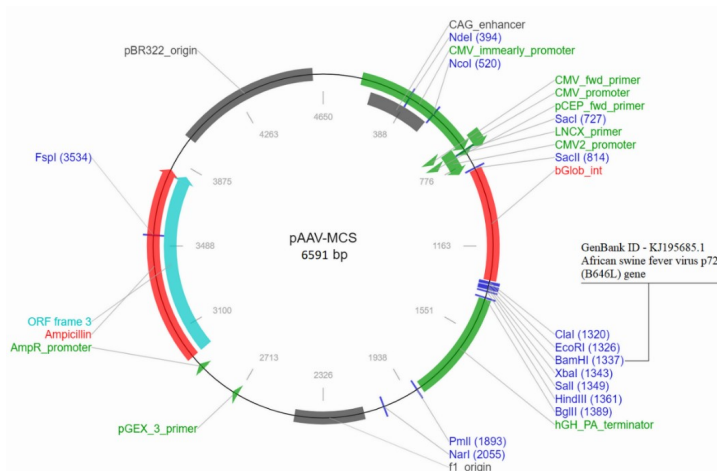 CAG_enhancer
NdeI (394)
CMV_immearly_promoter
NcoI (520)
pBR322_origin
CMV_fwd_primer
CMV_promoter
pCEP_fwd_primer
SacI (727)
LNCX_primer
CMV2_promoter
SacII (814)
bGlob_int
4650
388
4263
776
FspI (3534)
3875
pAAV-MCS
6591 bp
3488
1163
GenBank ID - KJ195685.1
African swine fever virus p72
(B646L) gene
3100
1551
2713
1938
2326
ORF frame 3
Ampicillin
AmpR_promoter
ClaI (1320)
EcoRI (1326)
BamHI (1337)
XbaI (1343)
SalI (1349)
HindIII (1361)
BglII (1389)
hGH_PA_terminator
pGEX_3_primer
PmlI (1893)
NarI (2055)
f1_origin